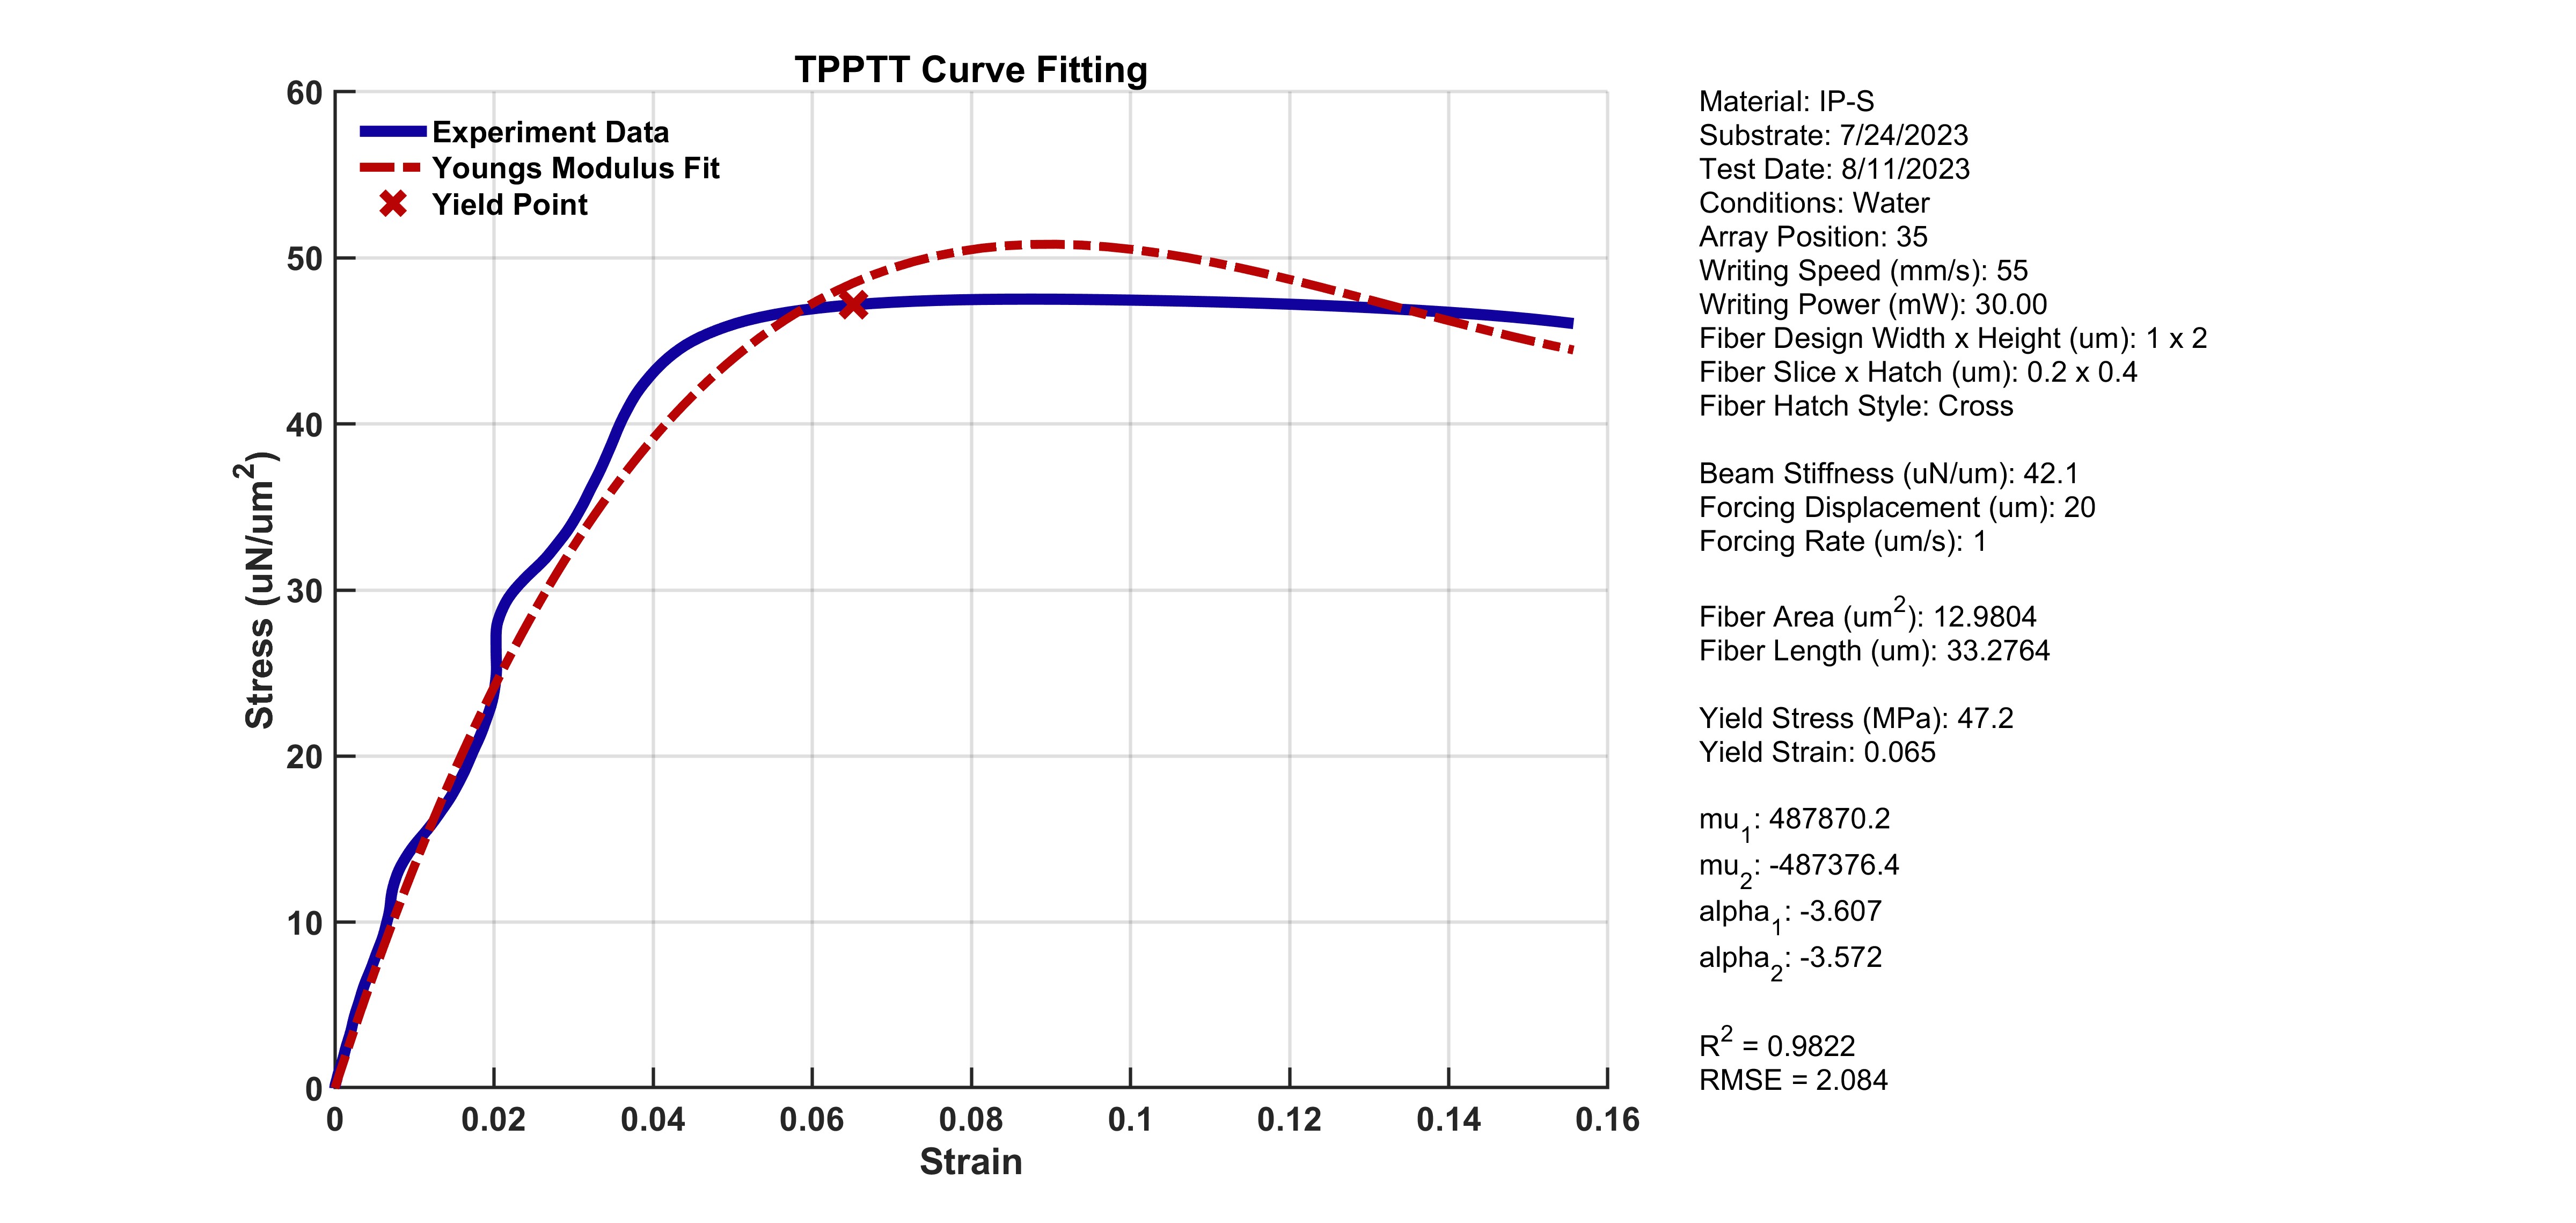 TPPTT Curve Fitting
60
50
40
30
20
10
0
Stress (uN/um²)
Experiment Data
Youngs Modulus Fit
Yield Point
0 0.02 0.04 0.06 0.08 0.1 0.12 0.14 0.16
Strain
Material: IP-S
Substrate: 7/24/2023
Test Date: 8/11/2023
Conditions: Water
Array Position: 35
Writing Speed (mm/s): 55
Writing Power (mW): 30.00
Fiber Design Width x Height (um): 1 x 2
Fiber Slice x Hatch (um): 0.2 x 0.4
Fiber Hatch Style: Cross
Beam Stiffness (uN/um): 42.1
Forcing Displacement (um): 20
Forcing Rate (um/s): 1
Fiber Area (um²): 12.9804
Fiber Length (um): 33.2764
Yield Stress (MPa): 47.2
Yield Strain: 0.065
mu₁: 487870.2
mu₂: -487376.4
alpha₁: -3.607
alpha₂: -3.572
R² = 0.9822
RMSE = 2.084